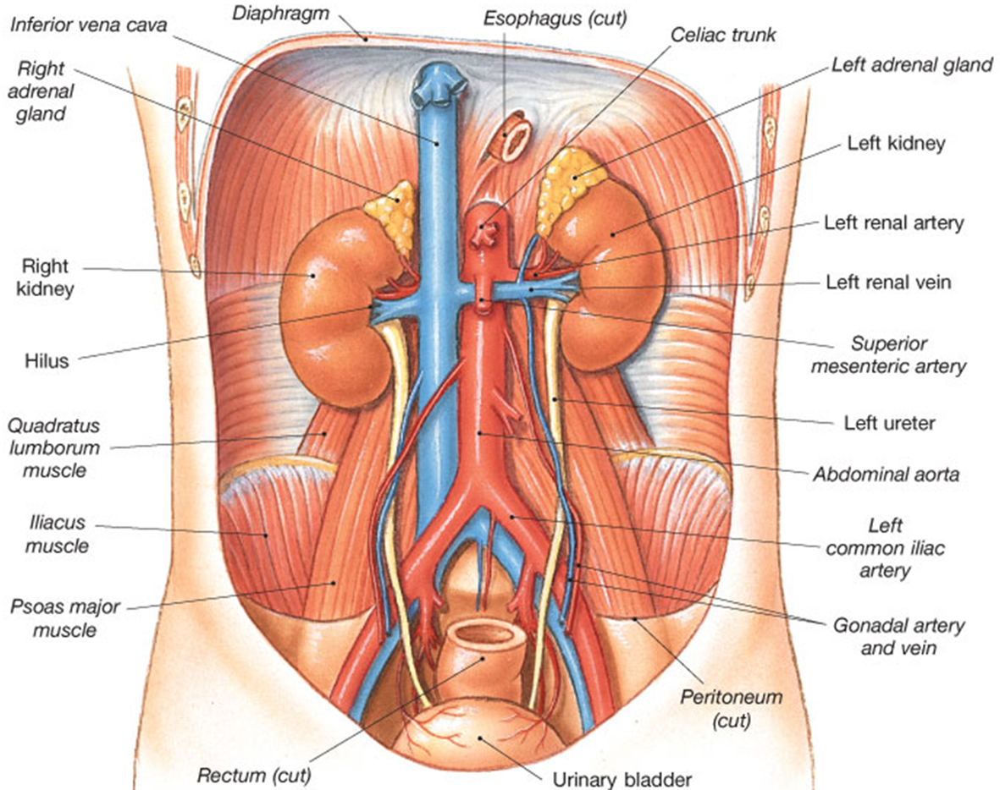 Diaphragm
Esophagus (cut)
Inferior vena cava
Celiac trunk
Right
adrenal
gland
Left adrenal gland
Left kidney
Left renal artery
Right
kidney
Left renal vein
Hilus
Superior
mesenteric artery
Quadratus
lumborum
muscle
Left ureter
Abdominal aorta
Iliacus
muscle
Left
common iliac
artery
Psoas major
muscle
Gonadal artery
and vein
Peritoneum
(cut)
Rectum (cut)
Urinary bladder